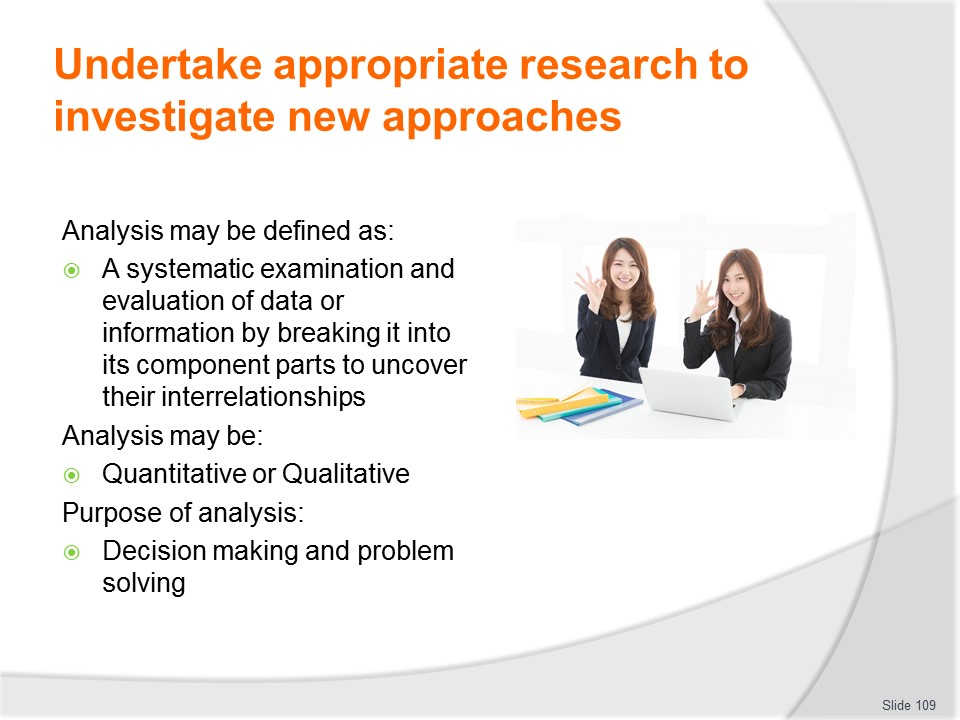 Undertake appropriate research to
investigate new approaches
Analysis may be defined as:
A systematic examination and
evaluation of data or
information by breaking it into
its component parts to uncover
their interrelationships
Analysis may be:
Quantitative or Qualitative
Purpose of analysis:
Decision making and problem
solving
Slide 109